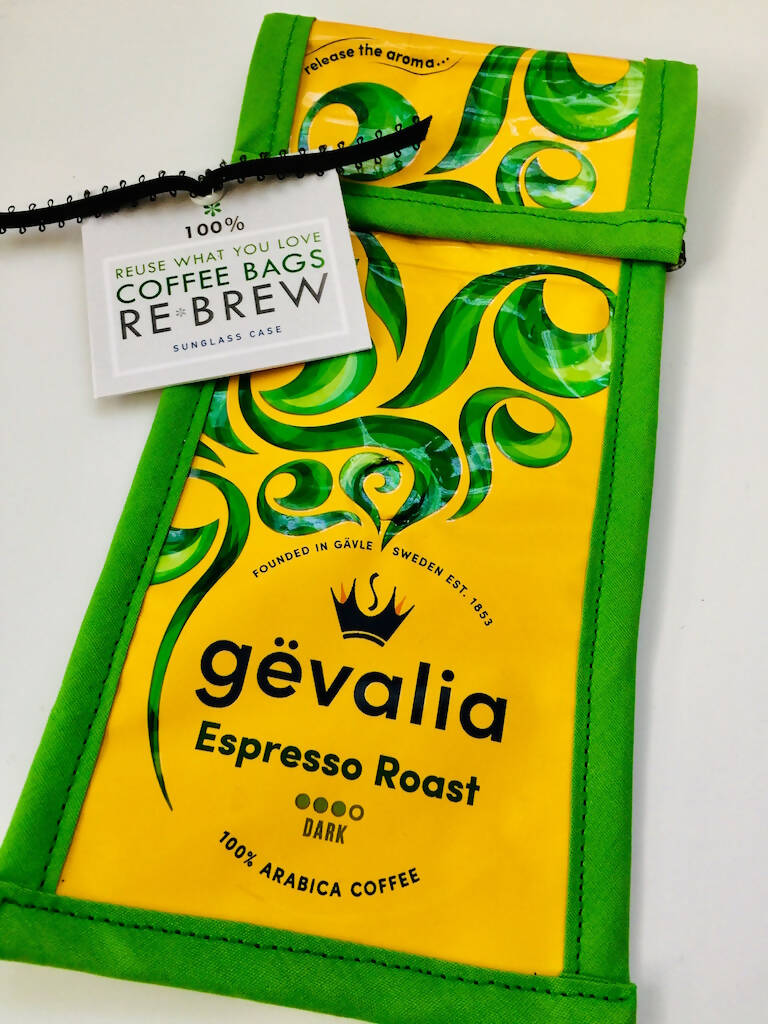 release the aroma...
100%
REUSE WHAT YOU LOVE
COFFEE BAGS
RE*BREW
SUNGLASS CASE
FOUNDED IN GÄVLE SWEDEN EST. 1853
gëvalia
Espresso Roast
DARK
100% ARABICA COFFEE